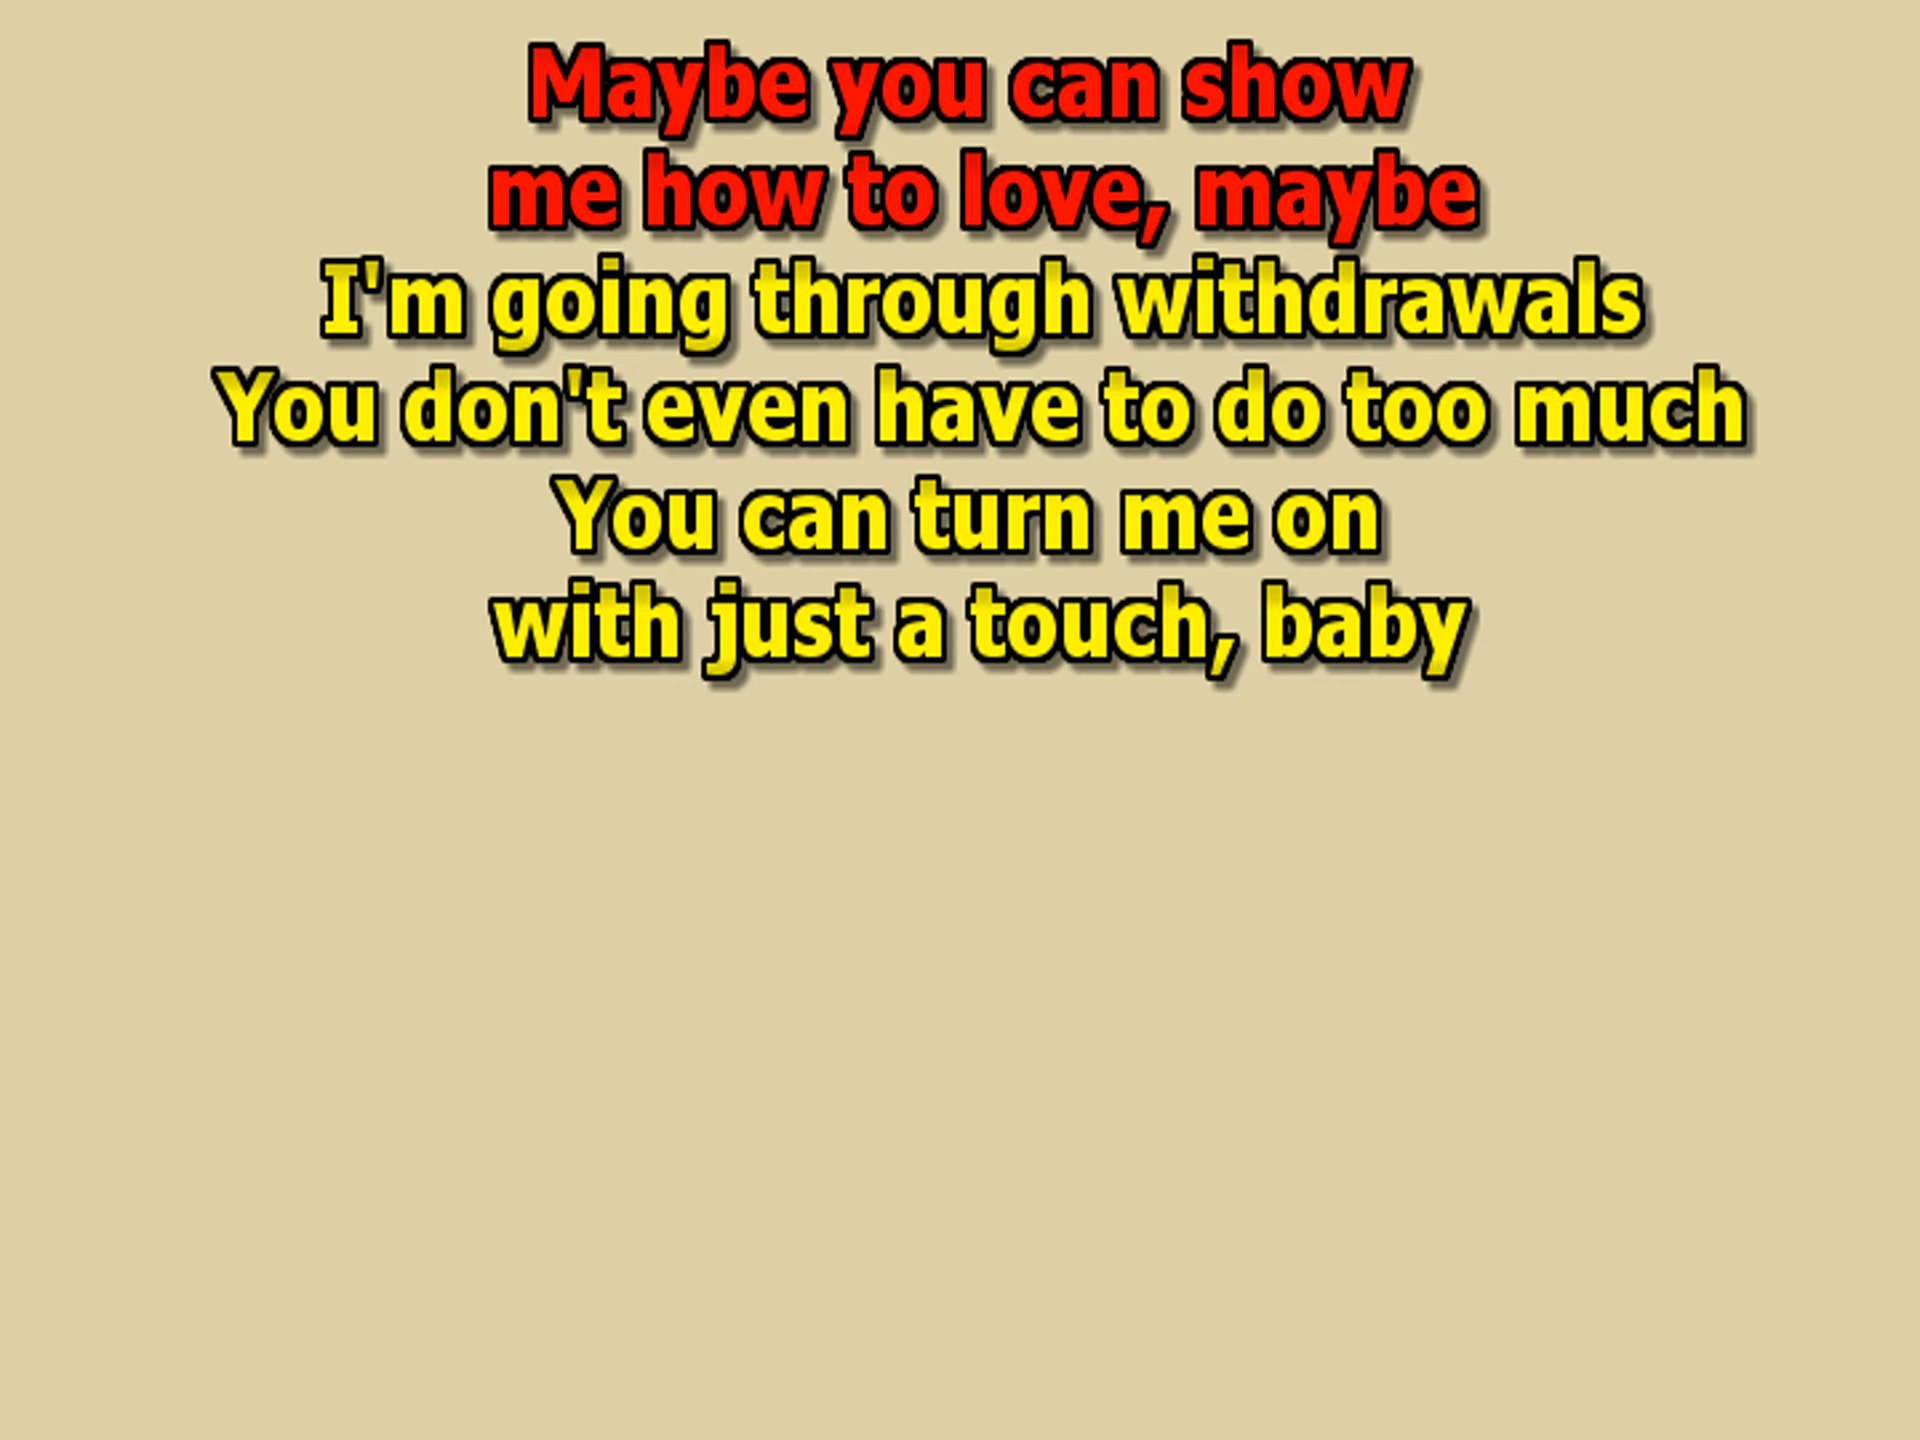 Maybe you can show
me how to love, maybe
I'm going through withdrawals
You don't even have to do too much
You can turn me on
with just a touch, baby